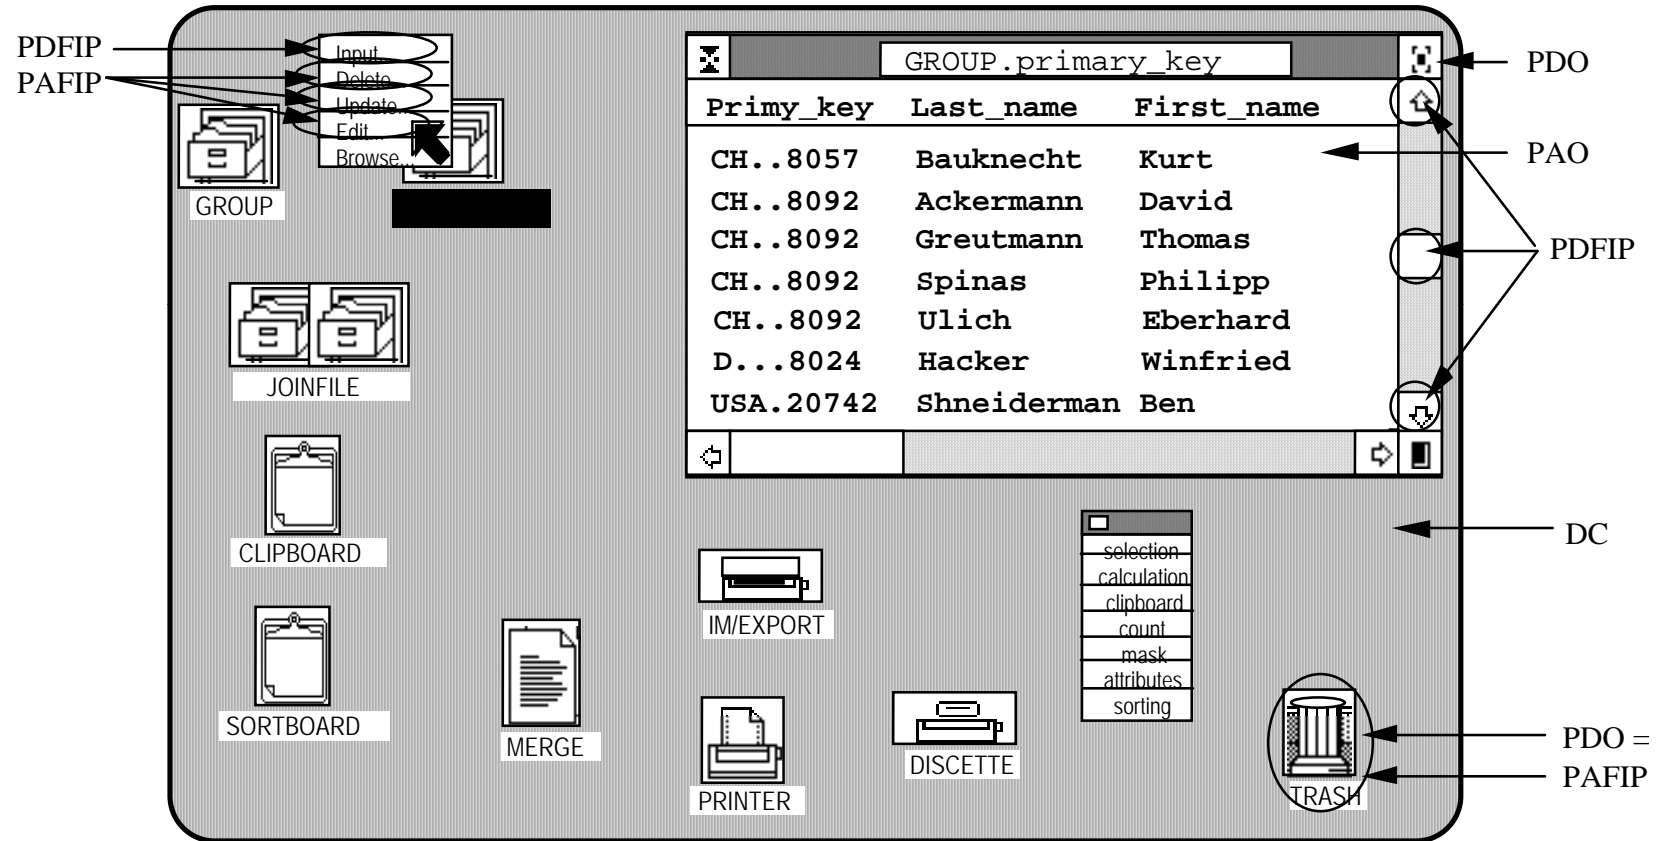 PDFIP
PAFIP
Input...
Delete...
Update...
Edit...
Browse...
GROUP
JOINFILE
CLIPBOARD
SORTBOARD
MERGE
GROUP.primary_key
Primy_key Last_name First_name
CH..8057 Bauknecht Kurt
CH..8092 Ackermann David
CH..8092 Greutmann Thomas
CH..8092 Spinas Philipp
CH..8092 Ulich Eberhard
D...8024 Hacker Winfried
USA.20742 Shneiderman Ben
IM/EXPORT
PRINTER
DISCETTE
selection
calculation
clipboard
count
mask
attributes
sorting
TRASH
PDO
PAO
PDFIP
DC
PDO =
PAFIP